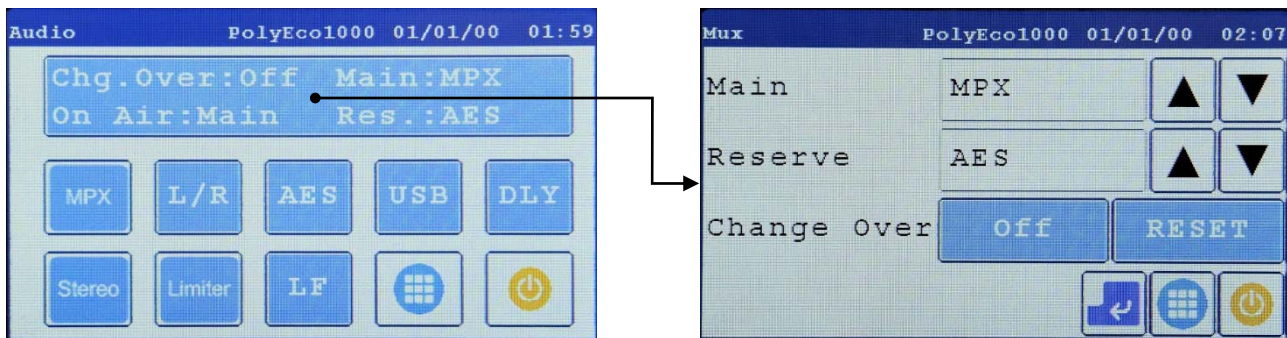 Audio PolyEco1000 01/01/00 01:59
Chg.Over:Off Main:MPX
On Air:Main Res.:AES
MPX L/R AES USB DLY
Stereo Limiter LF
Mux PolyEco1000 01/01/00 02:07
Main MPX
Reserve AES
Change Over Off RESET